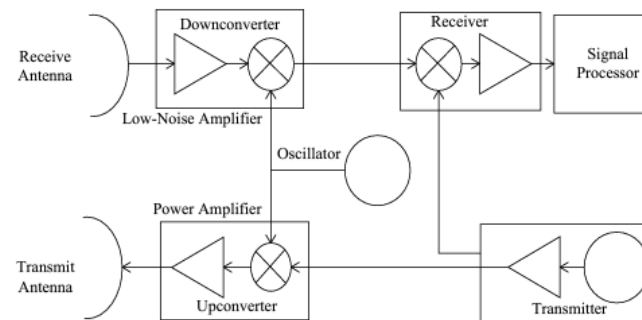 Downconverter
Receiver
Receive
Antenna
Signal
Processor
Low-Noise Amplifier
Oscillator
Power Amplifier
Transmit
Antenna
Upconverter
Transmitter